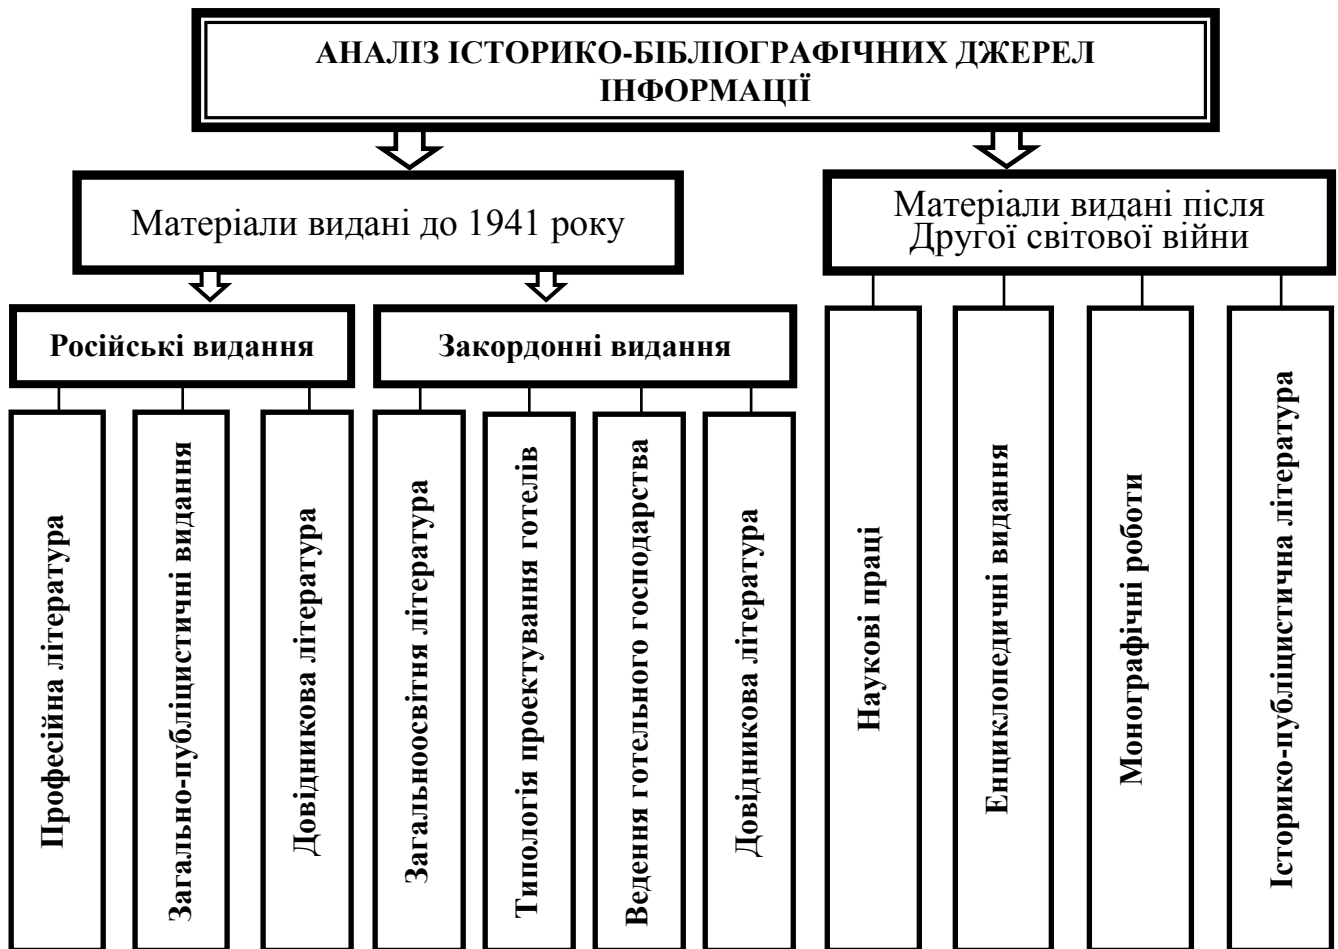 АНАЛІЗ ІСТОРИКО-БІБЛІОГРАФІЧНИХ ДЖЕРЕЛ
ІНФОРМАЦІЇ
Матеріали видані до 1941 року
Матеріали видані після
Другої світової війни
Російські видання
Закордонні видання
Професійна література
Загально-публіцистичні видання
Довідникова література
Загальноосвітня література
Типологія проектування готелів
Ведення готельного господарства
Довідникова література
Наукові праці
Енциклопедичні видання
Монографічні роботи
Історико-публіцистична література